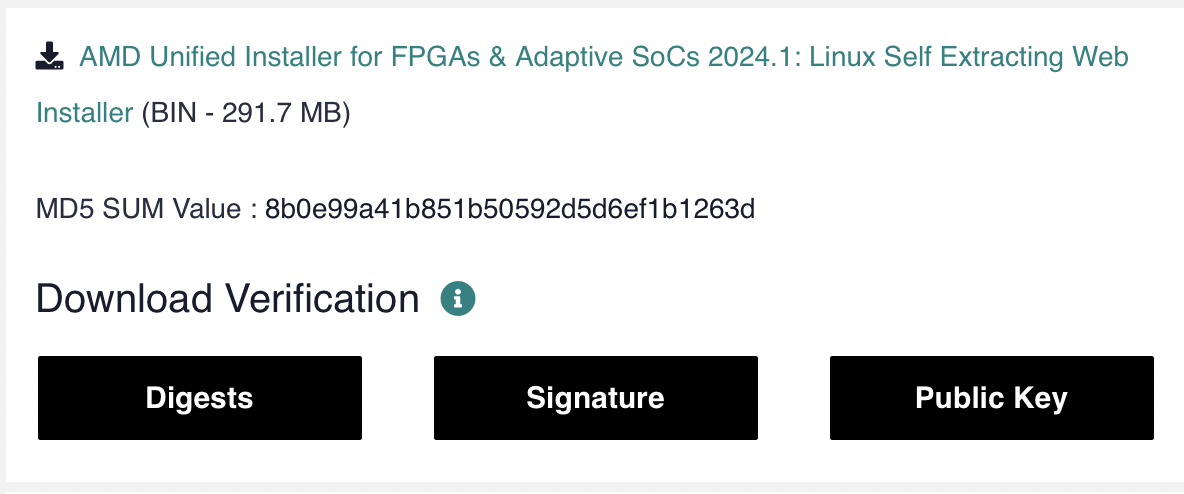 AMD Unified Installer for FPGAs & Adaptive SoCs 2024.1: Linux Self Extracting Web
Installer (BIN - 291.7 MB)
MD5 SUM Value : 8b0e99a41b851b50592d5d6ef1b1263d
Download Verification
Digests
Signature
Public Key